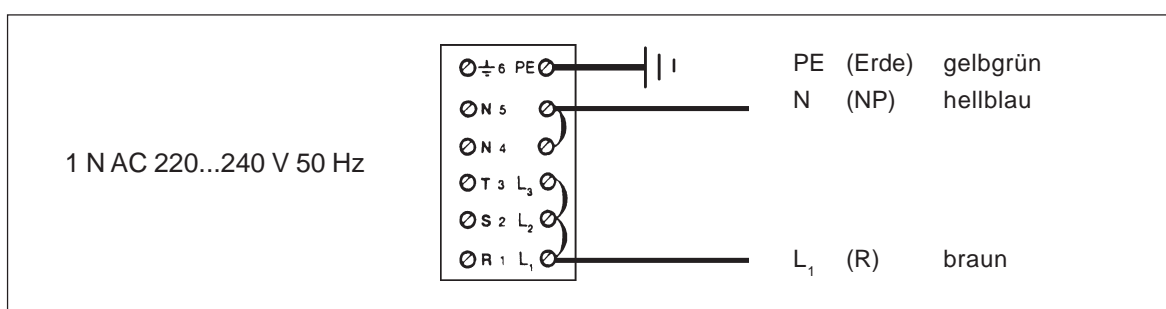 ⏚ 6 PE
PE (Erde) gelbgrün
N 5
N (NP) hellblau
N 4
1 N AC 220...240 V 50 Hz
T 3 L₃
S 2 L₂
R 1 L₁
L₁ (R) braun